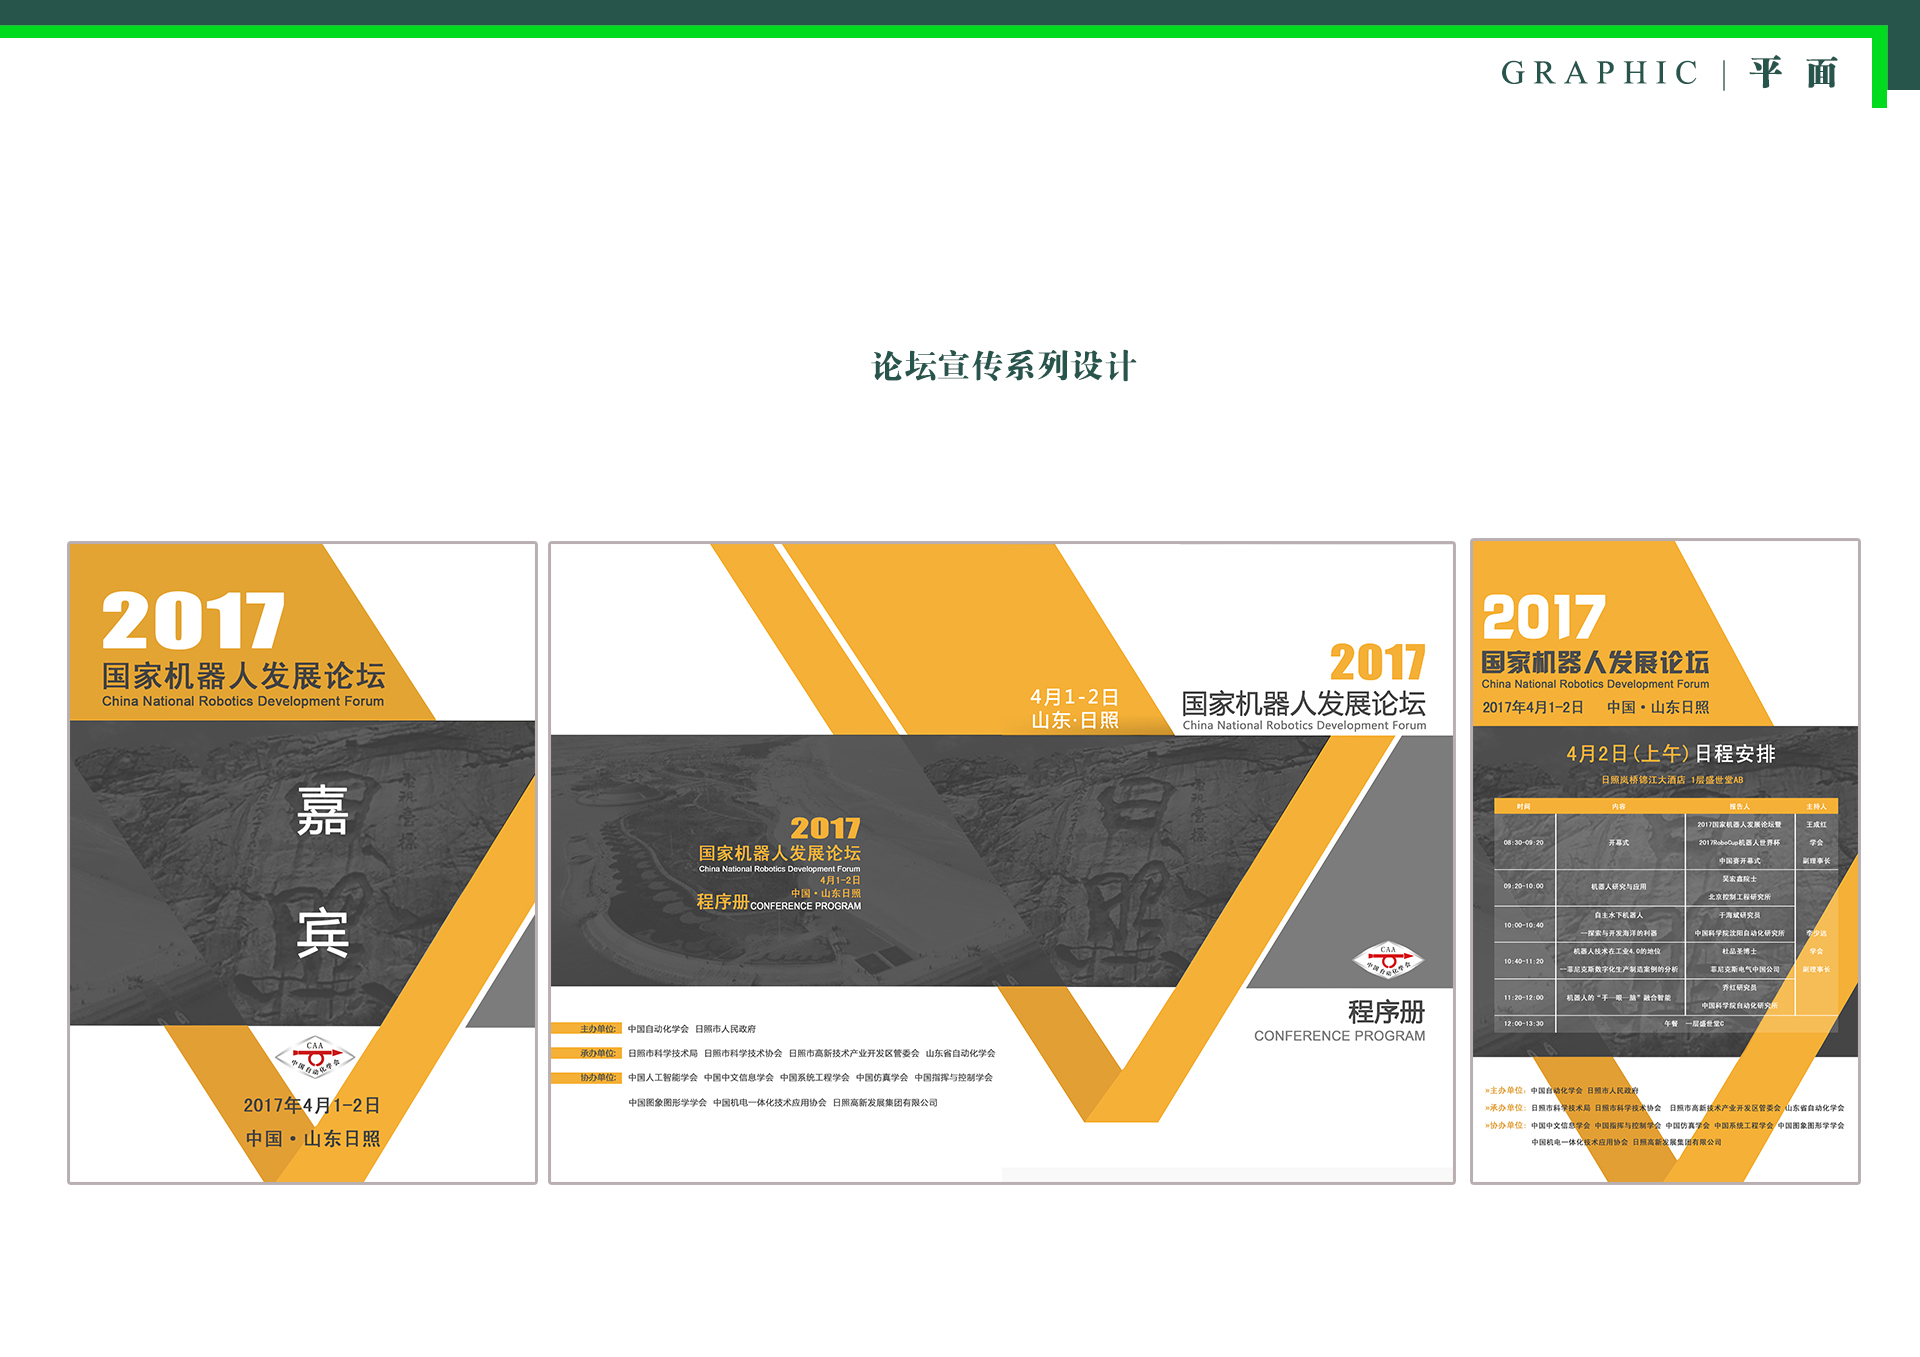 GRAPHIC | 平 面
论坛宣传系列设计
2017
国家机器人发展论坛
China National Robotics Development Forum
嘉
宾
CAA
中国自动化学会
2017年4月1-2日
中国·山东日照
4月1-2日
山东·日照
2017
国家机器人发展论坛
China National Robotics Development Forum
2017
国家机器人发展论坛
China National Robotics Development Forum
4月1-2日
中国·山东日照
程序册CONFERENCE PROGRAM
CAA
中国自动化学会
程序册
CONFERENCE PROGRAM
主办单位: 中国自动化学会 日照市人民政府
承办单位: 日照市科学技术局 日照市科学技术协会 日照市高新技术产业开发区管委会 山东省自动化学会
协办单位: 中国人工智能学会 中国中文信息学会 中国系统工程学会 中国仿真学会 中国指挥与控制学会
中国图象图形学学会 中国机电一体化技术应用协会 日照高新发展集团有限公司
2017
国家机器人发展论坛
China National Robotics Development Forum
2017年4月1-2日 中国·山东日照
4月2日(上午)日程安排
日照岚桥锦江大酒店 1层盛世堂AB
时间 内容 报告人 主持人
08:30-09:20 开幕式 2017国家机器人发展论坛暨 2017RoboCup机器人世界杯 中国赛开幕式 王成红 学会 副理事长
09:20-10:00 机器人研究与应用 吴宏鑫院士 北京控制工程研究所
10:00-10:40 自主水下机器人 —探索与开发海洋的利器 于海斌研究员 中国科学院沈阳自动化研究所 李少远 学会 副理事长
10:40-11:20 机器人技术在工业4.0的地位 —菲尼克斯数字化生产制造案例的分析 杜品圣博士 菲尼克斯电气中国公司
11:20-12:00 机器人的“手—眼—脑”融合智能 乔红研究员 中国科学院自动化研究所
12:00-13:30 午餐 一层盛世堂C
»主办单位: 中国自动化学会 日照市人民政府
»承办单位: 日照市科学技术局 日照市科学技术协会 日照市高新技术产业开发区管委会 山东省自动化学会
»协办单位: 中国中文信息学会 中国指挥与控制学会 中国仿真学会 中国系统工程学会 中国图象图形学学会
中国机电一体化技术应用协会 日照高新发展集团有限公司